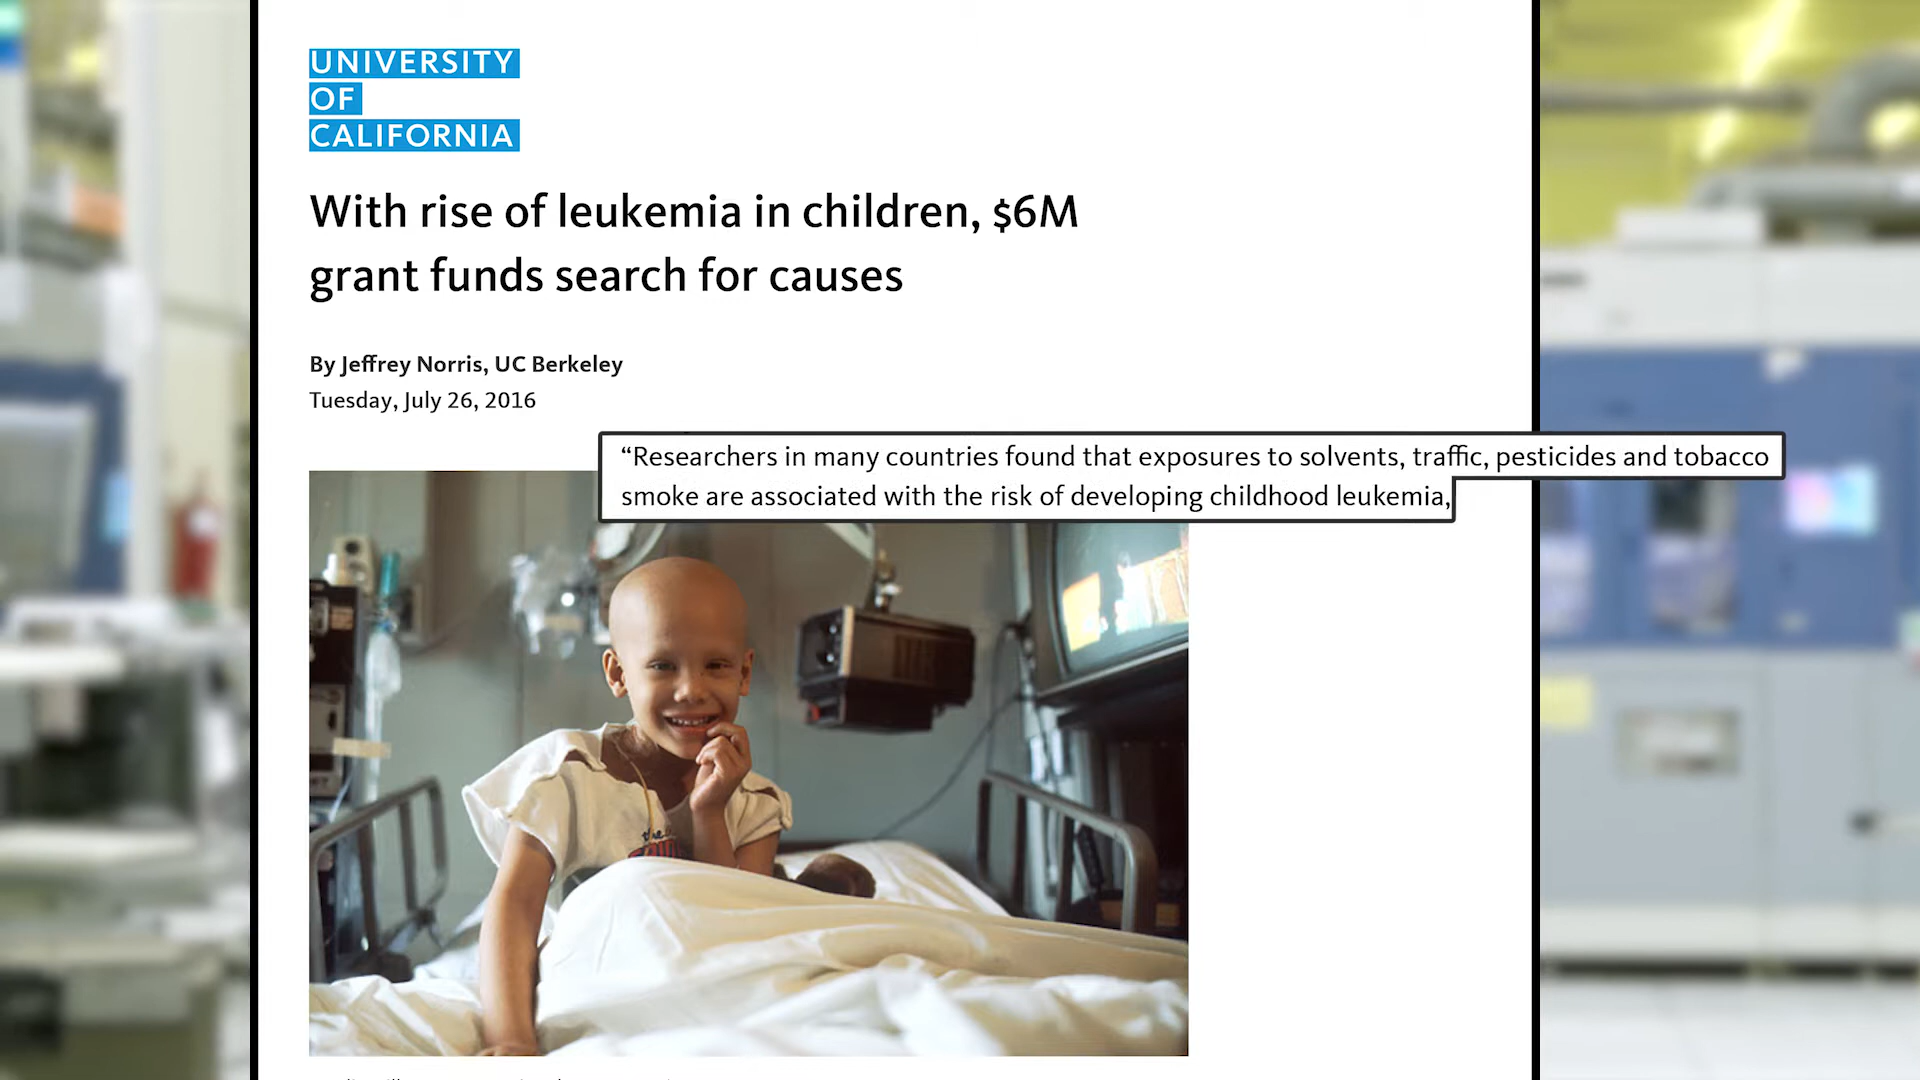 UNIVERSITY
OF
CALIFORNIA
With rise of leukemia in children, $6M
grant funds search for causes
By Jeffrey Norris, UC Berkeley
Tuesday, July 26, 2016
“Researchers in many countries found that exposures to solvents, traffic, pesticides and tobacco
smoke are associated with the risk of developing childhood leukemia,
the